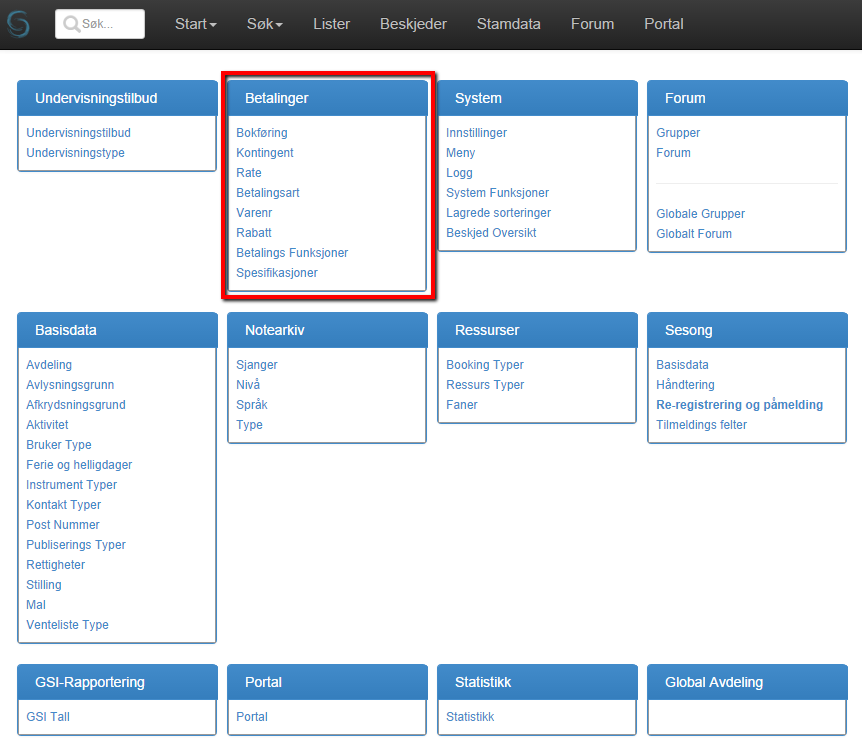 Søk...
Start
Søk
Lister
Beskjeder
Stamdata
Forum
Portal
Undervisningstilbud
Undervisningstilbud
Undervisningstype
Betalinger
Bokføring
Kontingent
Rate
Betalingsart
Varenr
Rabatt
Betalings Funksjoner
Spesifikasjoner
System
Innstillinger
Meny
Logg
System Funksjoner
Lagrede sorteringer
Beskjed Oversikt
Forum
Grupper
Forum
Globale Grupper
Globalt Forum
Basisdata
Avdeling
Avlysningsgrunn
Afkrydsningsgrund
Aktivitet
Bruker Type
Ferie og helligdager
Instrument Typer
Kontakt Typer
Post Nummer
Publiserings Typer
Rettigheter
Stilling
Mal
Venteliste Type
Notearkiv
Sjanger
Nivå
Språk
Type
Ressurser
Booking Typer
Ressurs Typer
Faner
Sesong
Basisdata
Håndtering
Re-registrering og påmelding
Tilmeldings felter
GSI-Rapportering
GSI Tall
Portal
Portal
Statistikk
Statistikk
Global Avdeling